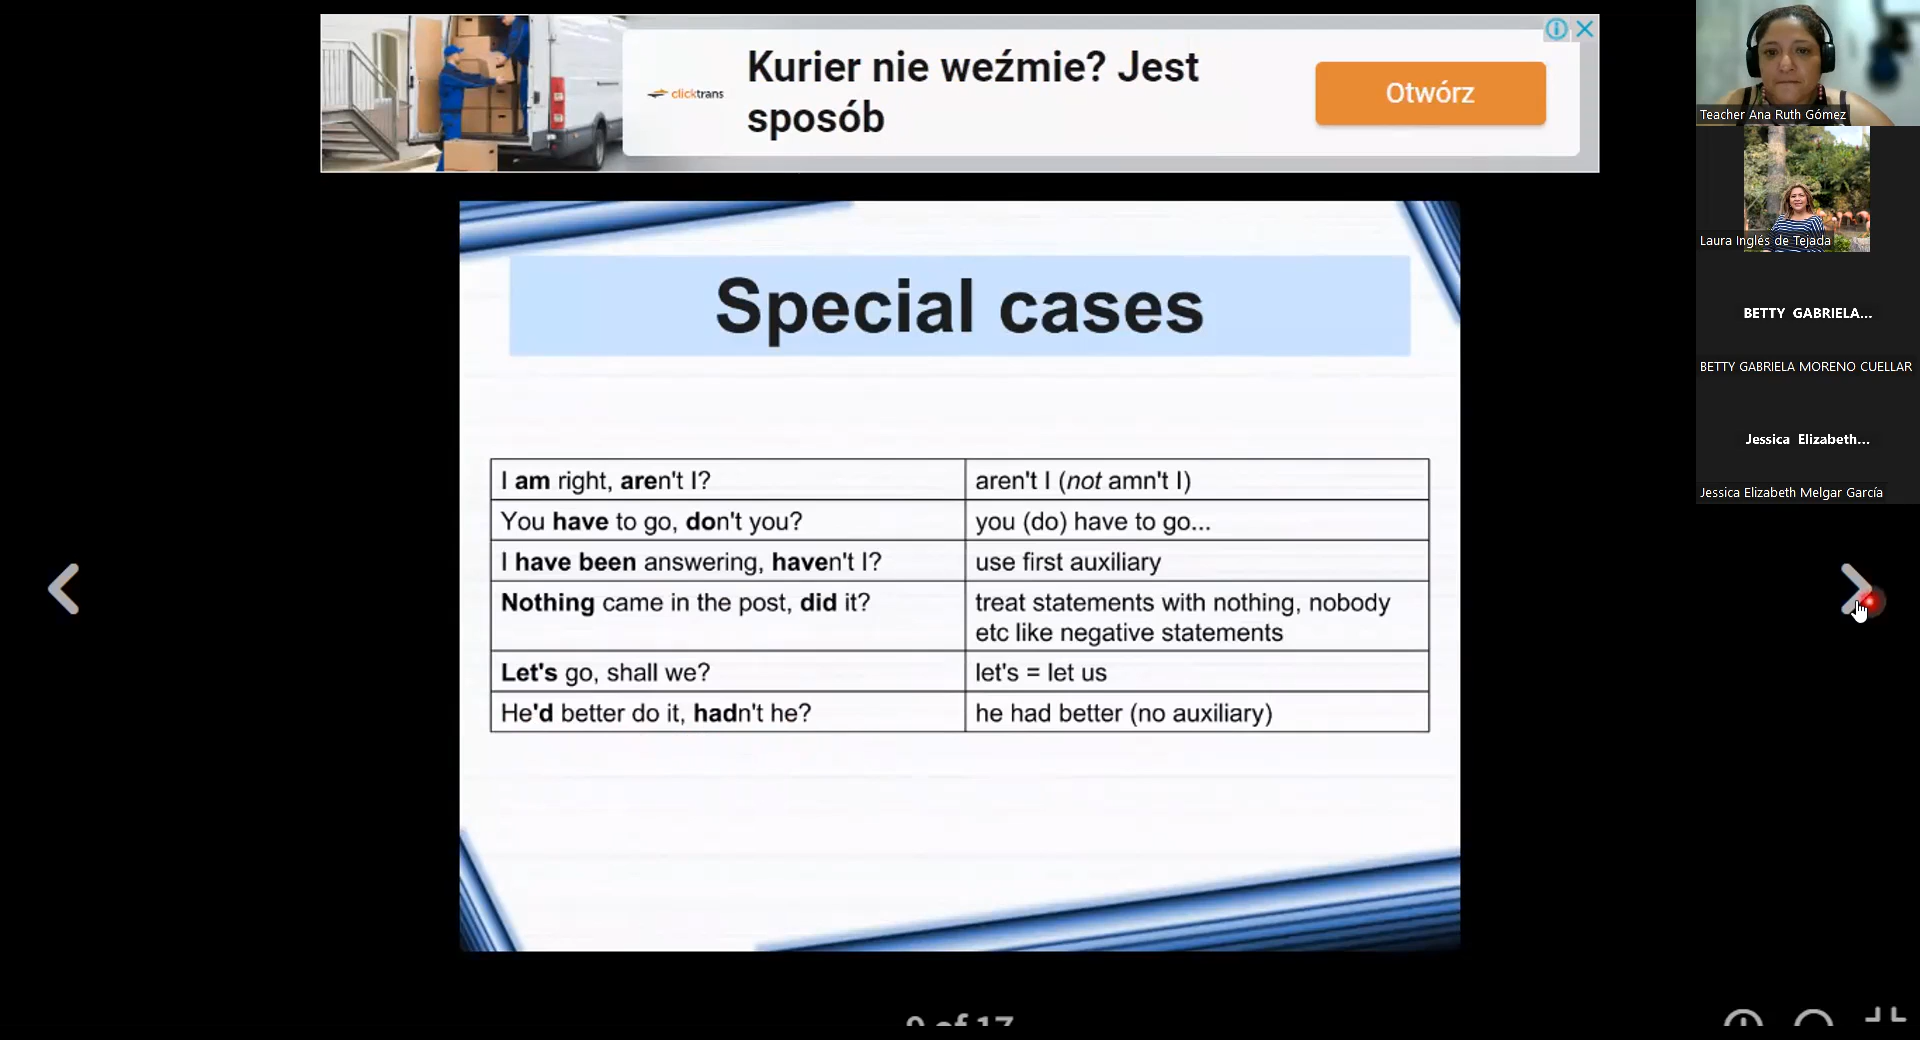 Kurier nie weźmie? Jest
sposób
clicktrans
Otwórz
Teacher Ana Ruth Gómez
Laura Inglés de Tejada
BETTY GABRIELA...
BETTY GABRIELA MORENO CUELLAR
Jessica Elizabeth...
Jessica Elizabeth Melgar García
Special cases
I am right, aren't I?
aren't I (not amn't I)
You have to go, don't you?
you (do) have to go...
I have been answering, haven't I?
use first auxiliary
Nothing came in the post, did it?
treat statements with nothing, nobody
etc like negative statements
Let's go, shall we?
let's = let us
He'd better do it, hadn't he?
he had better (no auxiliary)
9 of 17